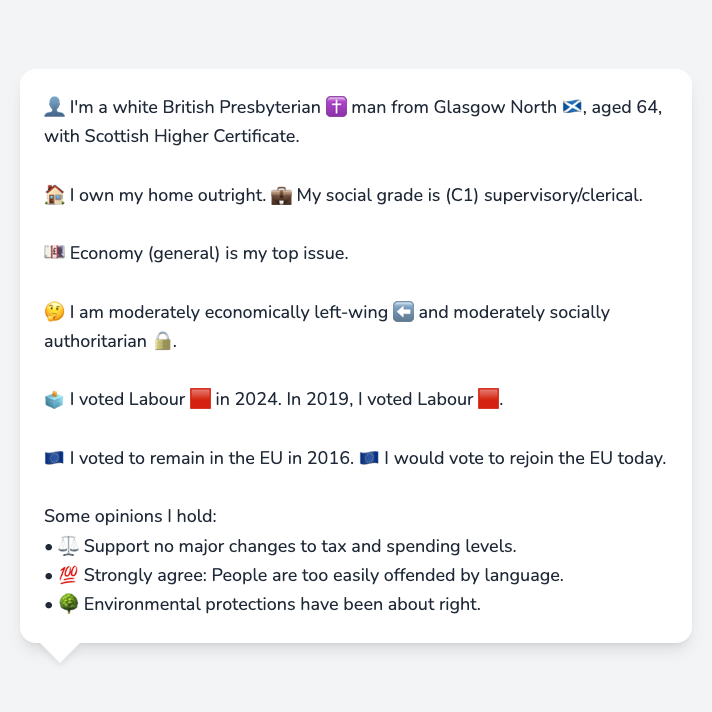 👤 I'm a white British Presbyterian ✝️ man from Glasgow North 🏴󠁧󠁢󠁳󠁣󠁴󠁿, aged 64,
with Scottish Higher Certificate.
🏠 I own my home outright. 💼 My social grade is (C1) supervisory/clerical.
💷 Economy (general) is my top issue.
🤔 I am moderately economically left-wing ⬅️ and moderately socially
authoritarian 🔒.
🗳️ I voted Labour 🟥 in 2024. In 2019, I voted Labour 🟥.
🇪🇺 I voted to remain in the EU in 2016. 🇪🇺 I would vote to rejoin the EU today.
Some opinions I hold:
• ⚖️ Support no major changes to tax and spending levels.
• 💯 Strongly agree: People are too easily offended by language.
• 🌳 Environmental protections have been about right.